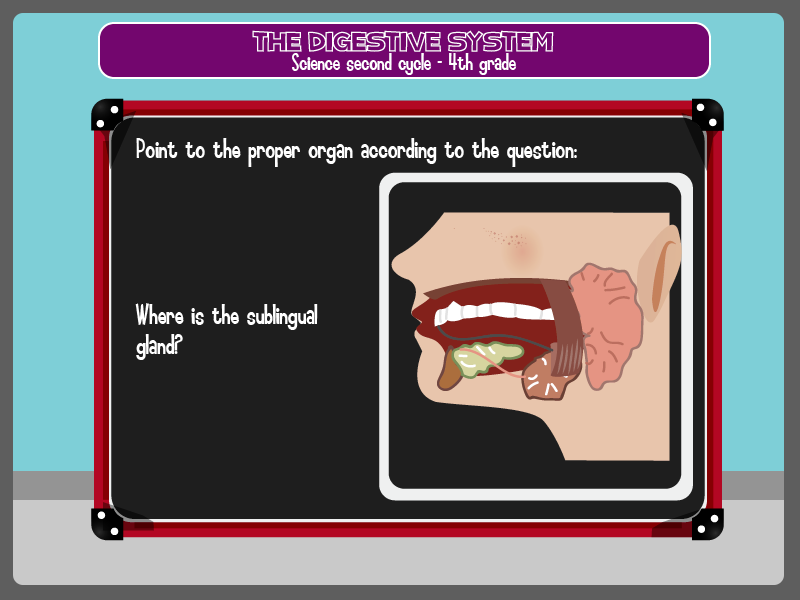 THE DIGESTIVE SYSTEM
Science second cycle - 4th grade
Point to the proper organ according to the question:
Where is the sublingual
gland?